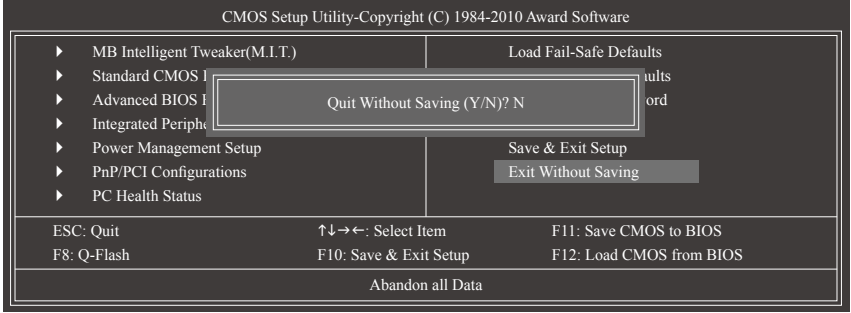 CMOS Setup Utility-Copyright (C) 1984-2010 Award Software
MB Intelligent Tweaker(M.I.T.)
Load Fail-Safe Defaults
Standard CMOS
Advanced BIOS
Integrated
Quit Without Saving (Y/N)? N
Power Management Setup
Save & Exit Setup
PnP/PCI Configurations
Exit Without Saving
PC Health Status
ESC: Quit ↑↓→←: Select Item F11: Save CMOS to BIOS
F8: Q-Flash F10: Save & Exit Setup F12: Load CMOS from BIOS
Abandon all Data